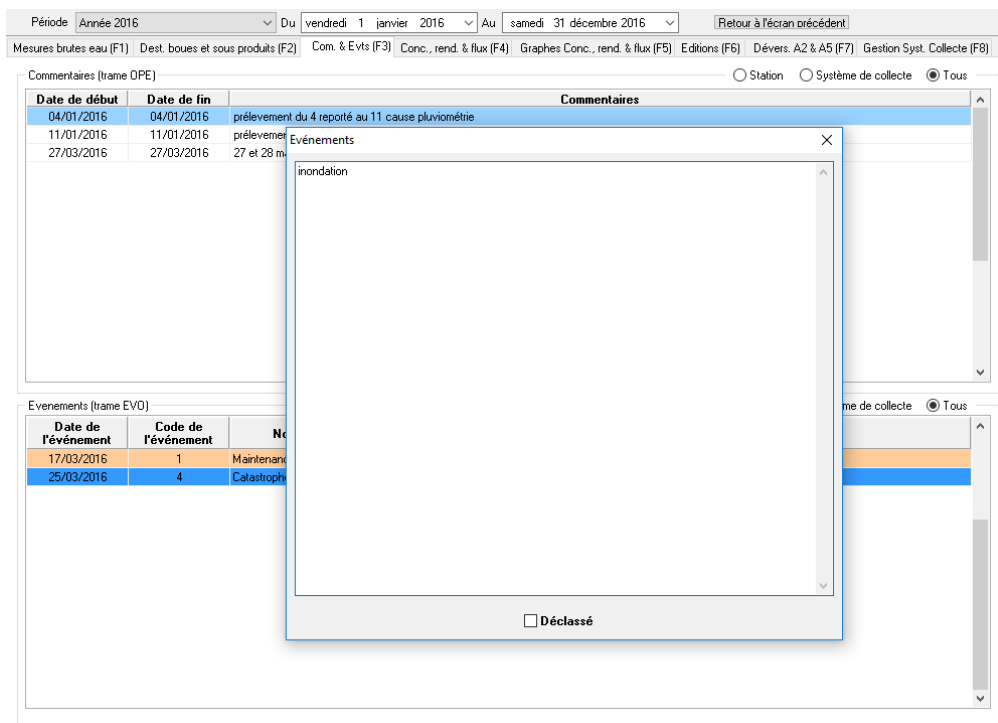 Période Année 2016 Du vendredi 1 janvier 2016 Au samedi 31 décembre 2016 Retour à l'écran précédent
Mesures brutes eau (F1) Dest. boues et sous produits (F2) Com. & Evts (F3) Conc., rend. & flux (F4) Graphes Conc., rend. & flux (F5) Editions (F6) Dévers. A2 & A5 (F7) Gestion Syst. Collecte (F8)
Commentaires (trame OPE) Station Système de collecte Tous
Date de début Date de fin Commentaires
04/01/2016 04/01/2016 prélevement du 4 reporté au 11 cause pluviométrie
11/01/2016 11/01/2016
27/03/2016 27/03/2016 27 et 28
Evénements
inondation
Déclassé
Evenements (trame EVO) de collecte Tous
Date de l'événement Code de l'événement
17/03/2016 1
25/03/2016 4